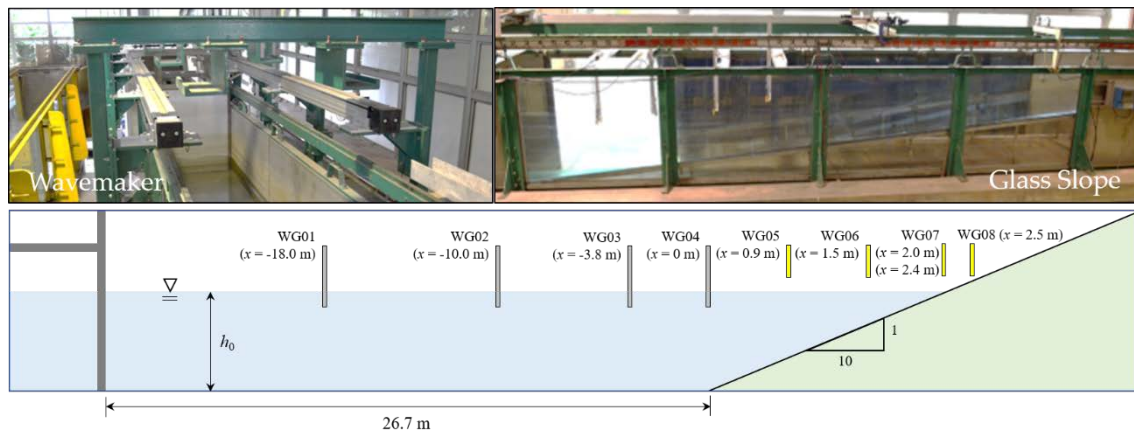 Wavemaker
Glass Slope
WG01
(x = -18.0 m)
WG02
(x = -10.0 m)
WG03
(x = -3.8 m)
WG04
(x = 0 m)
WG05
(x = 0.9 m)
WG06
(x = 1.5 m)
WG07
(x = 2.0 m)
(x = 2.4 m)
WG08 (x = 2.5 m)
h₀
1
10
26.7 m